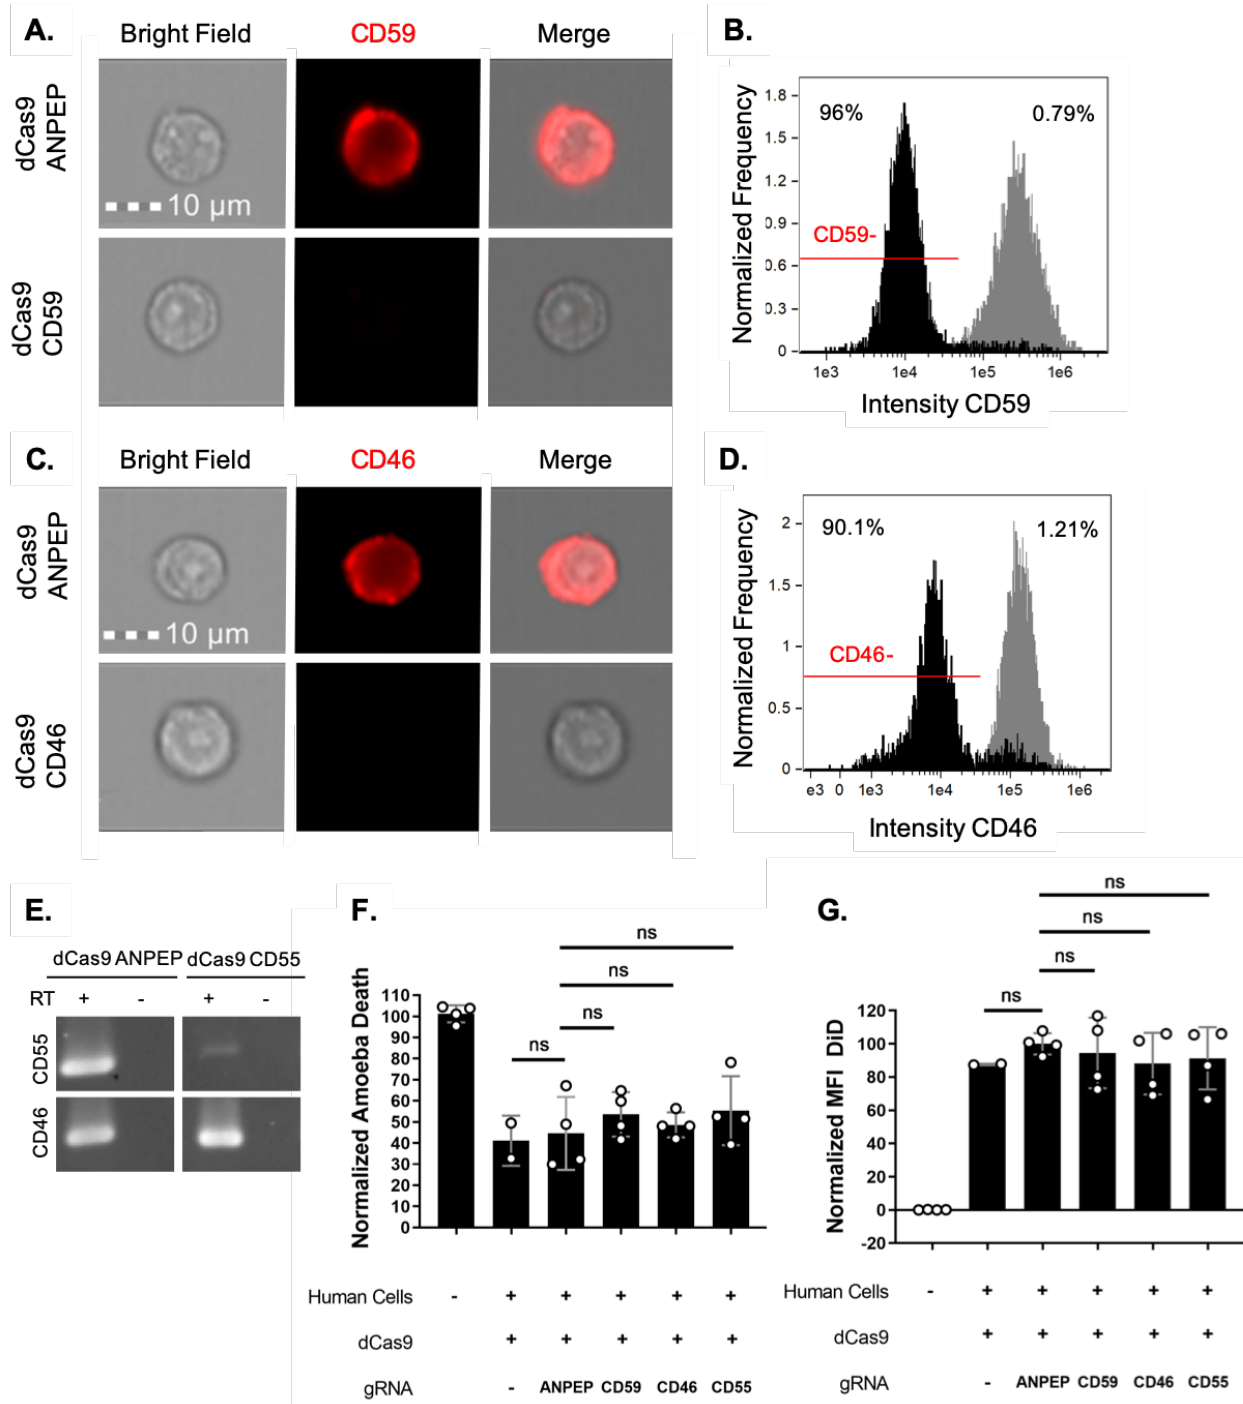 A.
Bright Field CD59 Merge
dCas9
ANPEP
10 µm
dCas9
CD59
B.
Normalized Frequency
1.8
1.5
1.2
0.9
0.6
0.3
0
96%
0.79%
CD59-
1e3 1e4 1e5 1e6
Intensity CD59
C.
Bright Field CD46 Merge
dCas9
ANPEP
10 µm
dCas9
CD46
D.
Normalized Frequency
2
1.5
1
0.5
0
90.1%
1.21%
CD46-
e3 0 1e3 1e4 1e5 1e6
Intensity CD46
E.
dCas9 ANPEP dCas9 CD55
RT + - + -
CD55
CD46
F.
Normalized Amoeba Death
110
100
90
80
70
60
50
40
30
20
10
0
ns
ns
ns
ns
Human Cells - + + + + +
dCas9 + + + + +
gRNA - ANPEP CD59 CD46 CD55
G.
Normalized MFI DiD
120
100
80
60
40
20
0
-20
ns
ns
ns
ns
Human Cells - + + + + +
dCas9 + + + + +
gRNA - ANPEP CD59 CD46 CD55